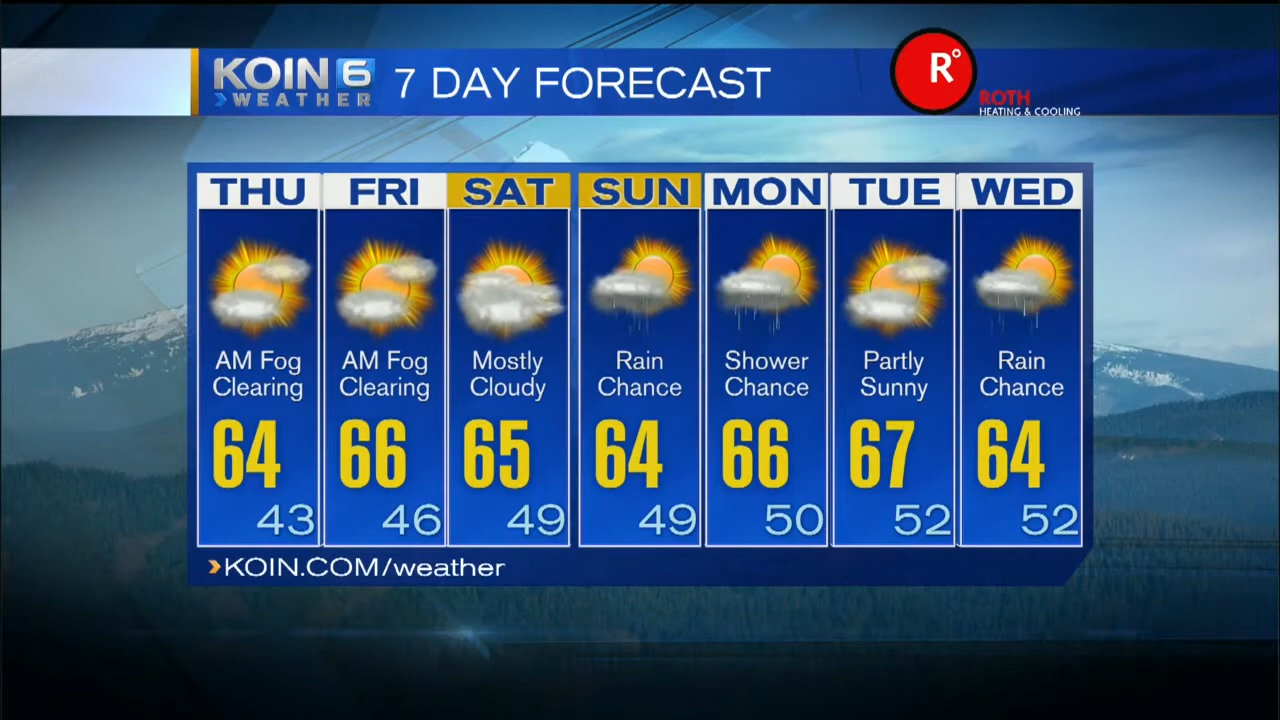 KOIN 6
WEATHER
7 DAY FORECAST
R°
ROTH
HEATING & COOLING
THU FRI SAT SUN MON TUE WED
AM Fog AM Fog Mostly Rain Shower Partly Rain
Clearing Clearing Cloudy Chance Chance Sunny Chance
64 66 65 64 66 67 64
43 46 49 49 50 52 52
KOIN.COM/weather